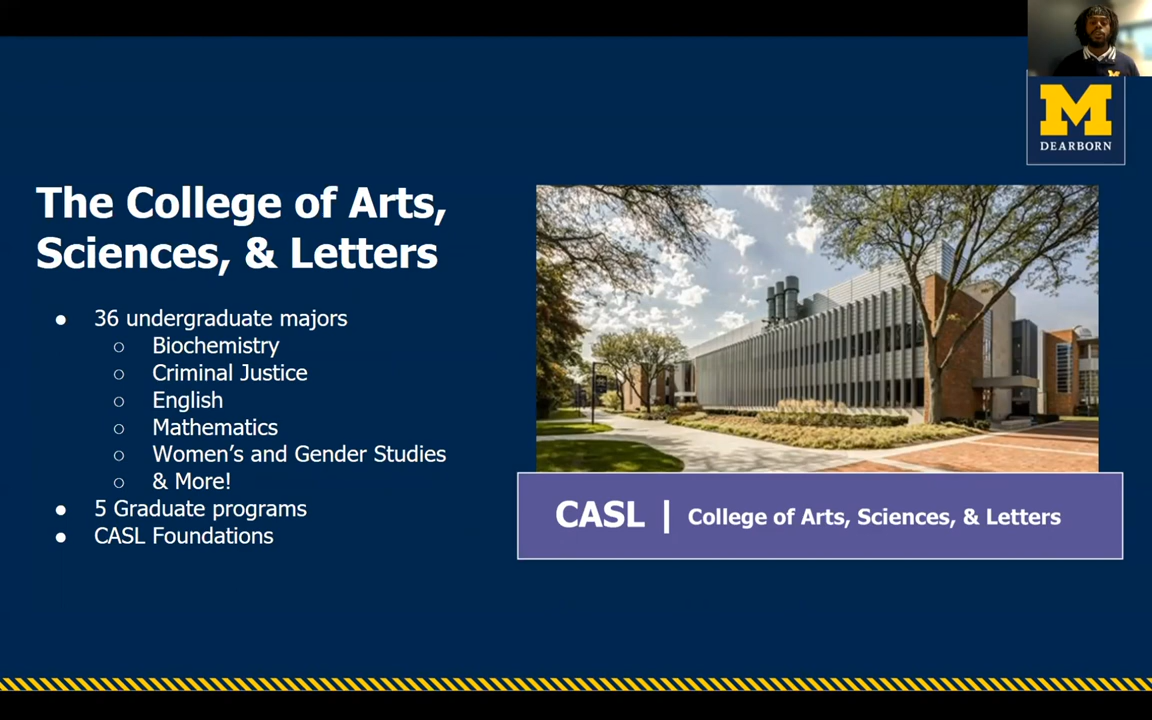 M
DEARBORN
The College of Arts,
Sciences, & Letters
● 36 undergraduate majors
○ Biochemistry
○ Criminal Justice
○ English
○ Mathematics
○ Women’s and Gender Studies
○ & More!
● 5 Graduate programs
● CASL Foundations
CASL | College of Arts, Sciences, & Letters